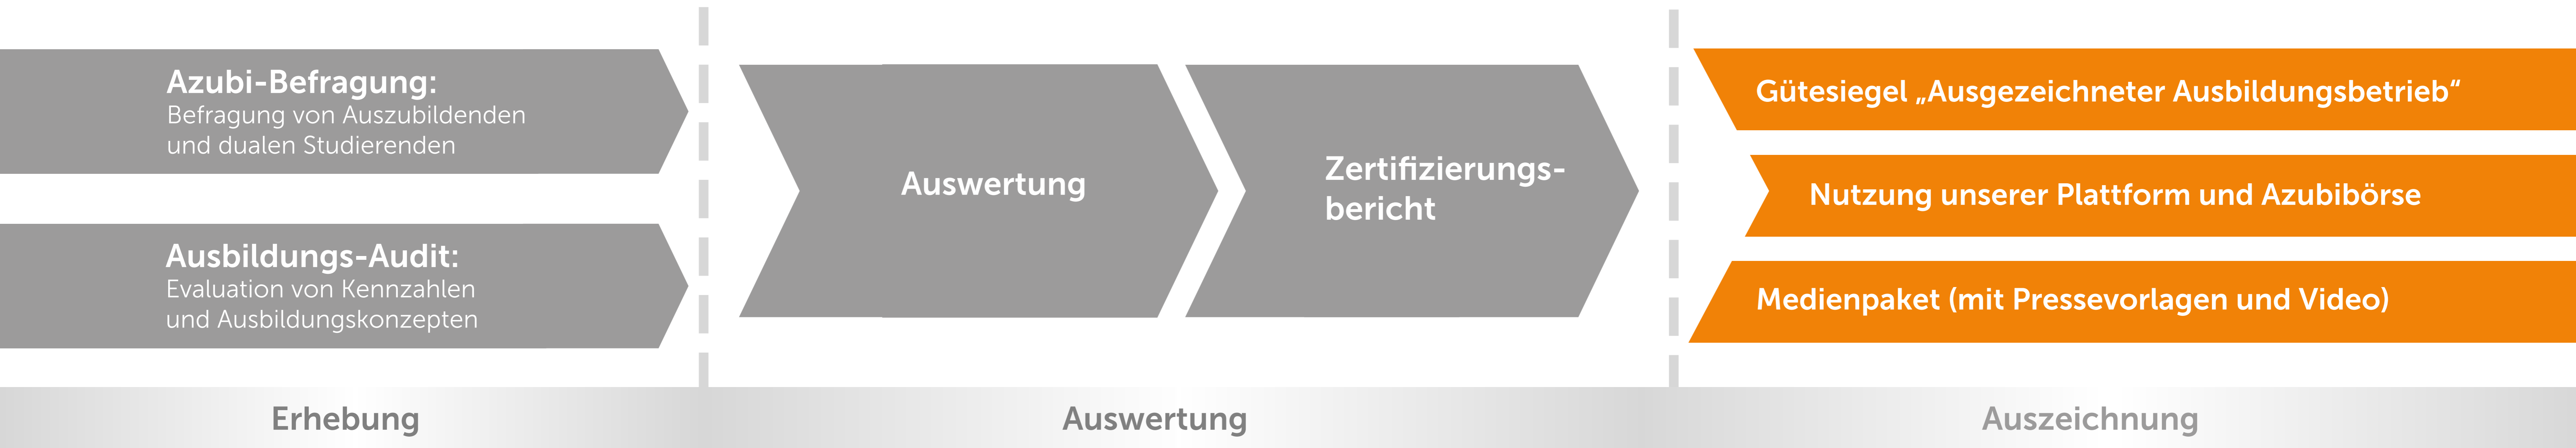 Azubi-Befragung:
Befragung von Auszubildenden
und dualen Studierenden
Ausbildungs-Audit:
Evaluation von Kennzahlen
und Ausbildungskonzepten
Auswertung
Zertifizierungs-
bericht
Gütesiegel „Ausgezeichneter Ausbildungsbetrieb“
Nutzung unserer Plattform und Azubibörse
Medienpaket (mit Pressevorlagen und Video)
Erhebung
Auswertung
Auszeichnung